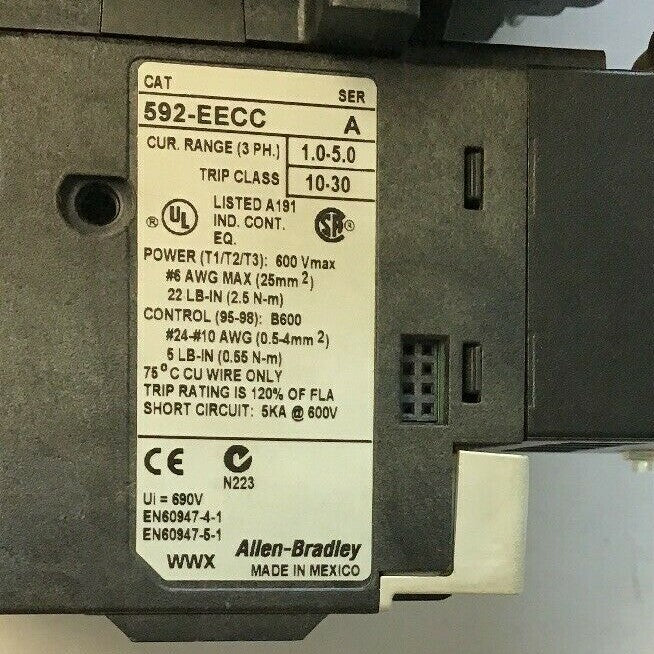 CAT SER
592-EECC A
CUR. RANGE (3 PH.) 1.0-5.0
TRIP CLASS 10-30
® UL LISTED A191 SA ®
IND. CONT.
EQ.
POWER (T1/T2/T3): 600 Vmax
#6 AWG MAX (25mm²)
22 LB-IN (2.5 N-m)
CONTROL (95-98): B600
#24-#10 AWG (0.5-4mm²)
5 LB-IN (0.55 N-m)
75°C CU WIRE ONLY
TRIP RATING IS 120% OF FLA
SHORT CIRCUIT: 5KA @ 600V
CE
N223
Ui = 690V
EN60947-4-1
EN60947-5-1
WWX Allen-Bradley
MADE IN MEXICO